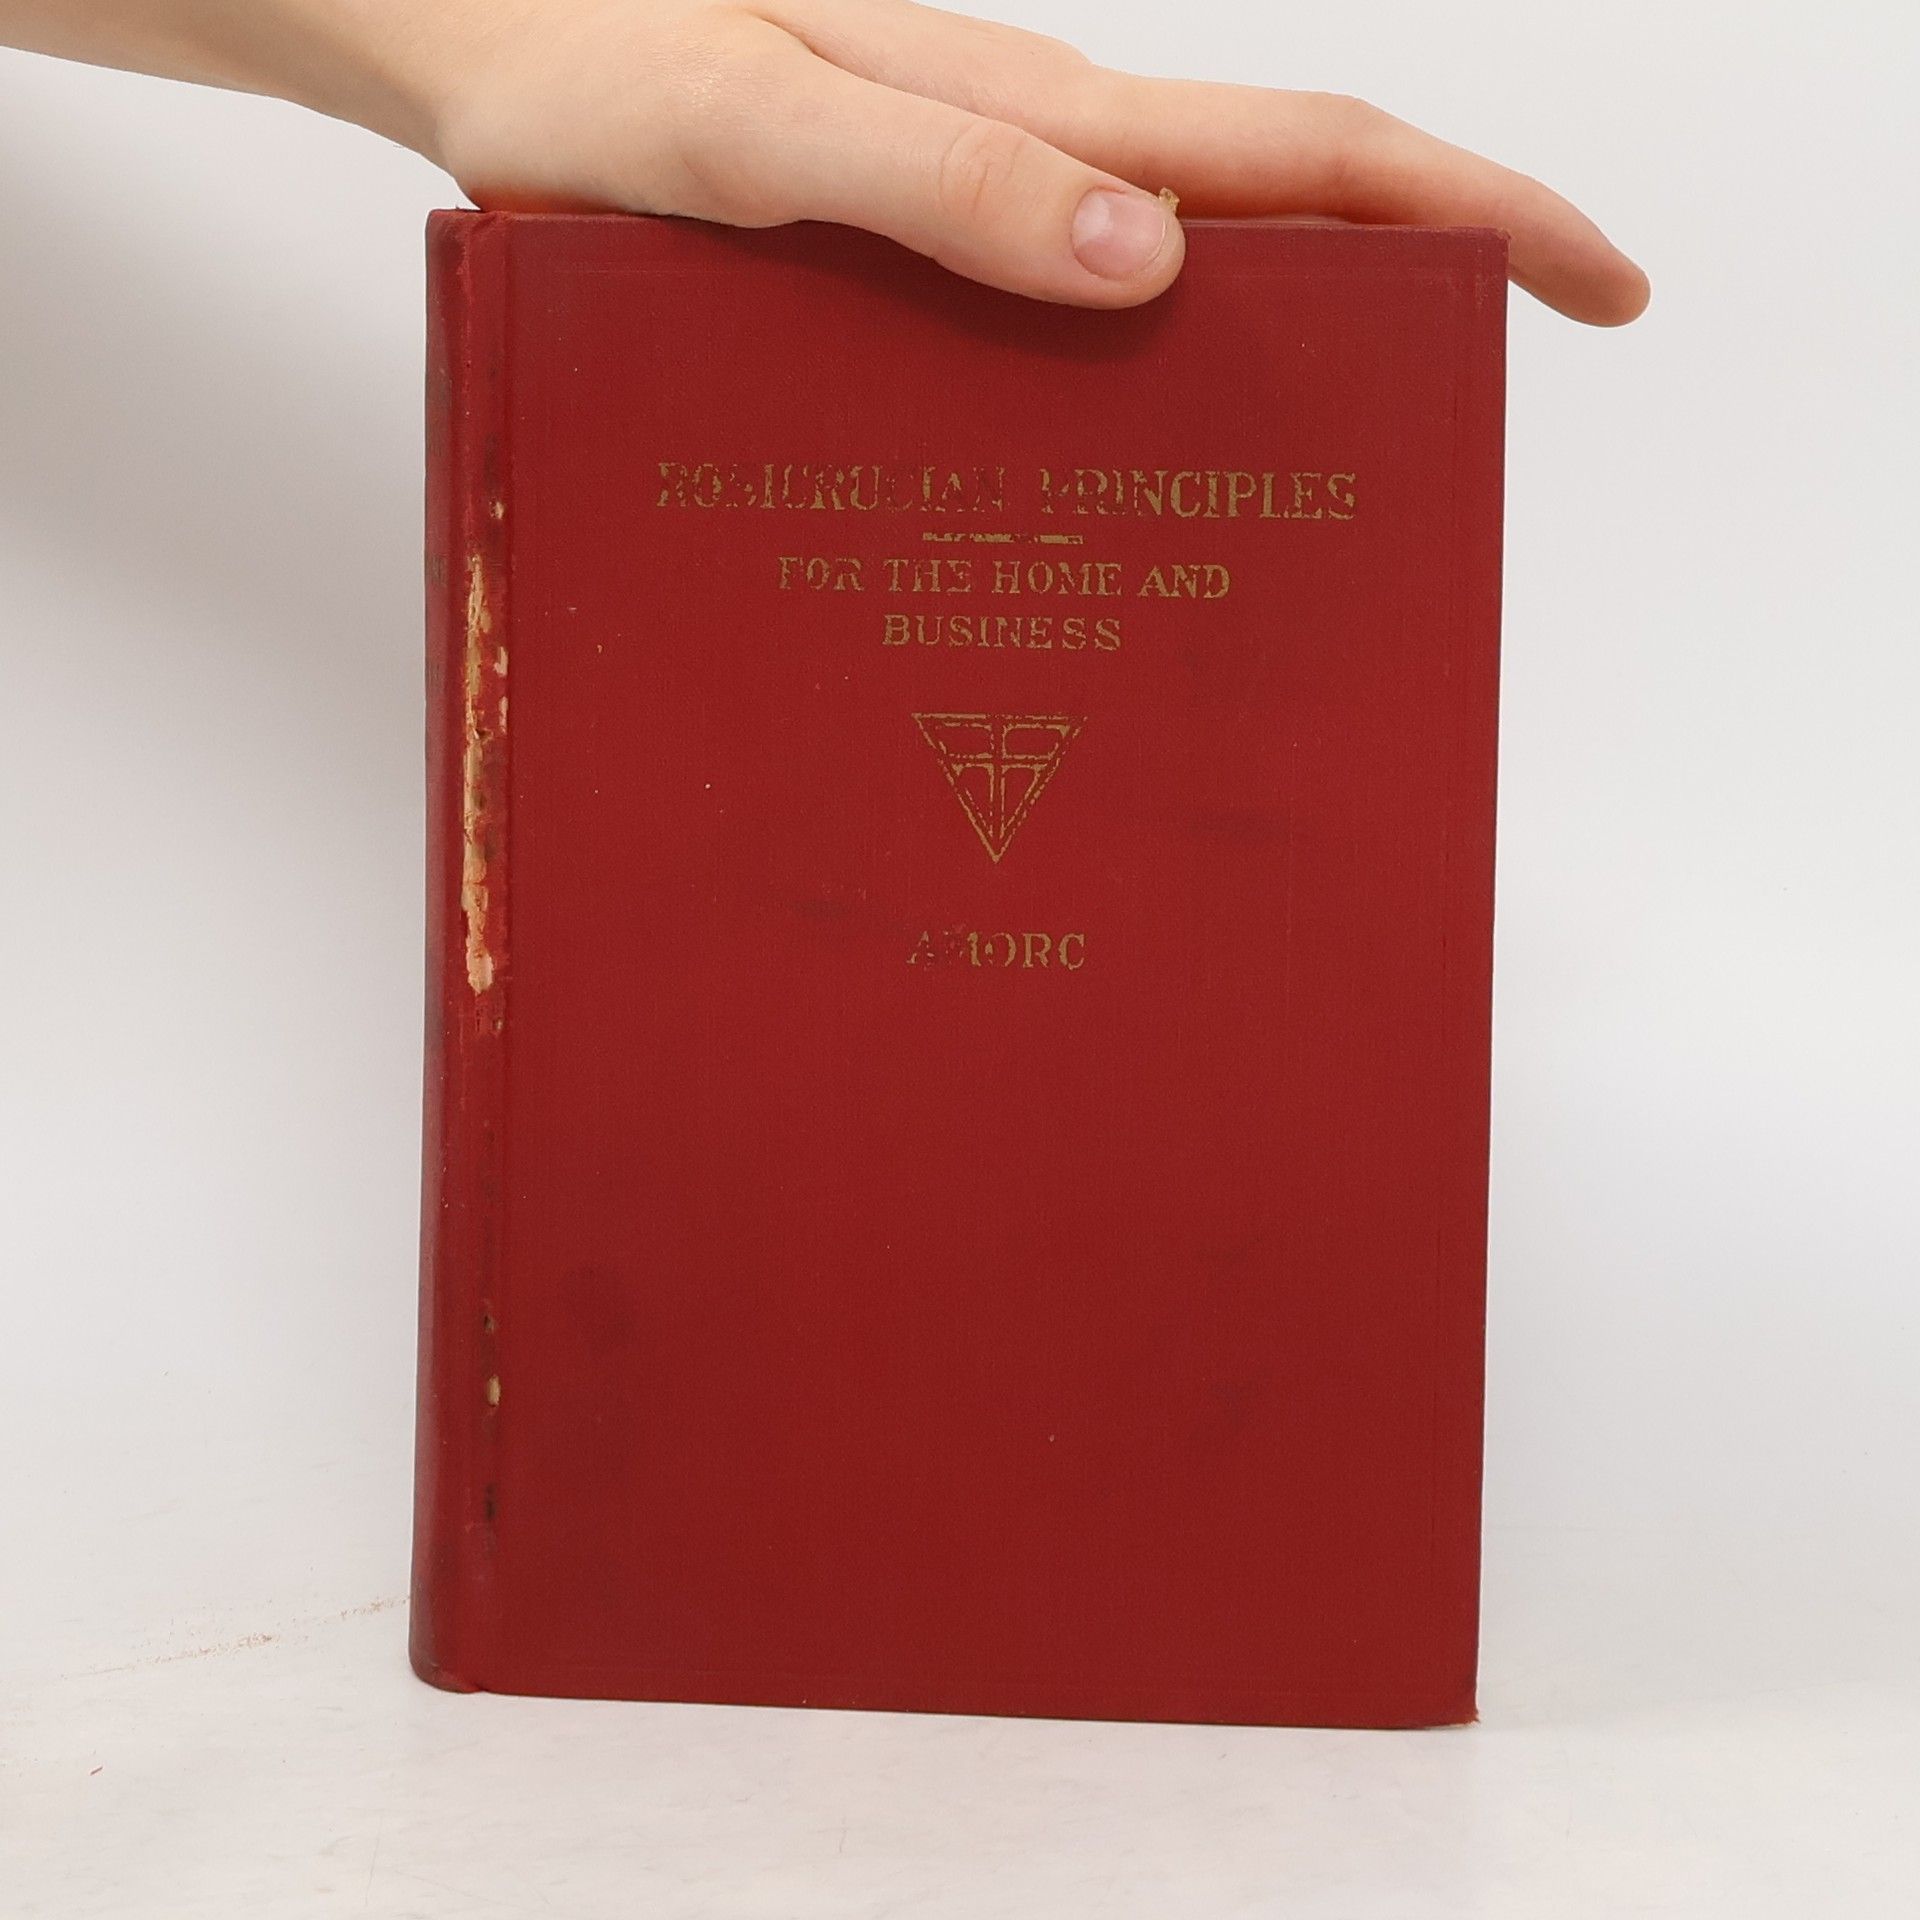 ROSICRUCIAN PRINCIPLES
FOR THE HOME AND
BUSINESS
AMORC